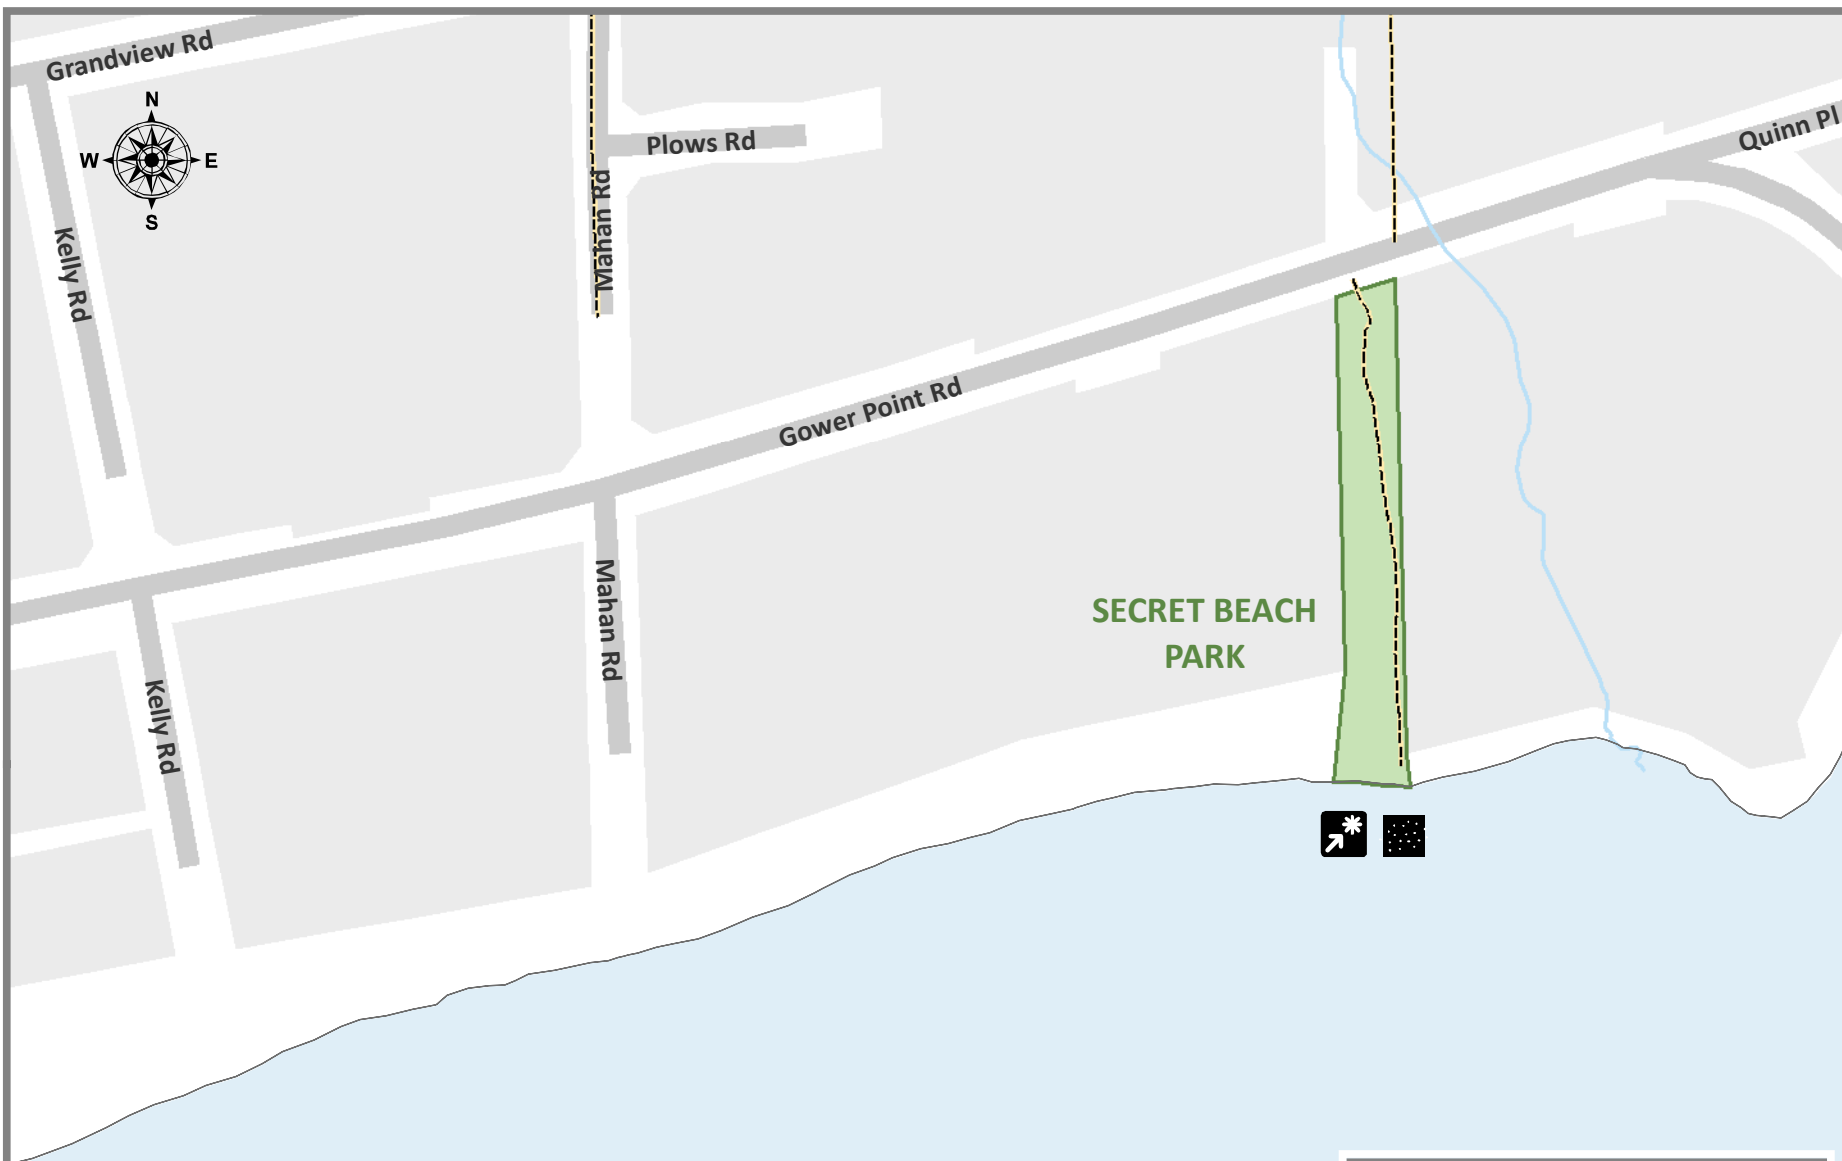 Grandview Rd
N
W
E
S
Plows Rd
Mahan Rd
Quinn Pl
Kelly Rd
Gower Point Rd
Mahan Rd
SECRET BEACH
PARK
Kelly Rd